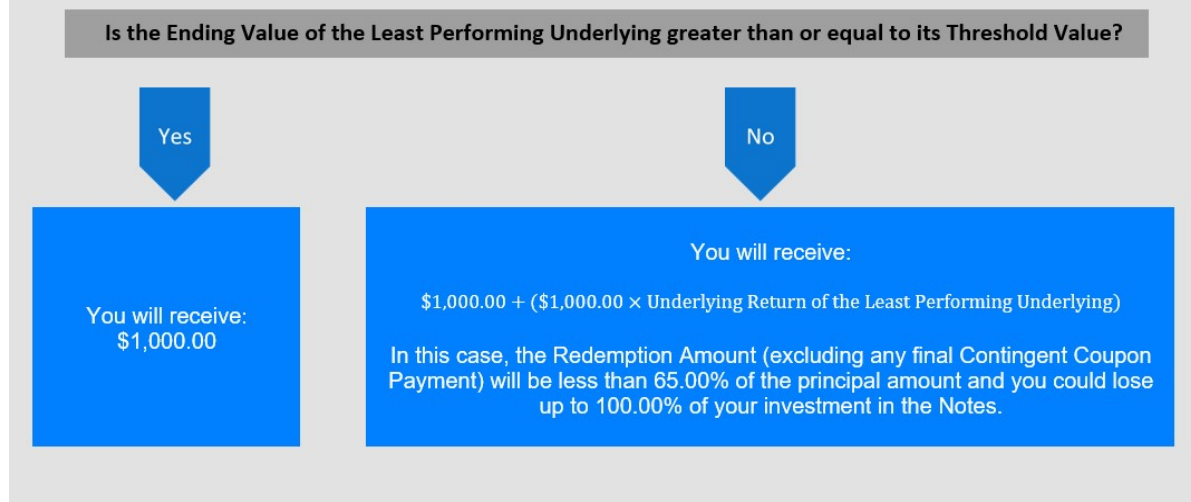 Is the Ending Value of the Least Performing Underlying greater than or equal to its Threshold Value?
Yes
No
You will receive:
$1,000.00
You will receive:
$1,000.00 + ($1,000.00 × Underlying Return of the Least Performing Underlying)
In this case, the Redemption Amount (excluding any final Contingent Coupon
Payment) will be less than 65.00% of the principal amount and you could lose
up to 100.00% of your investment in the Notes.